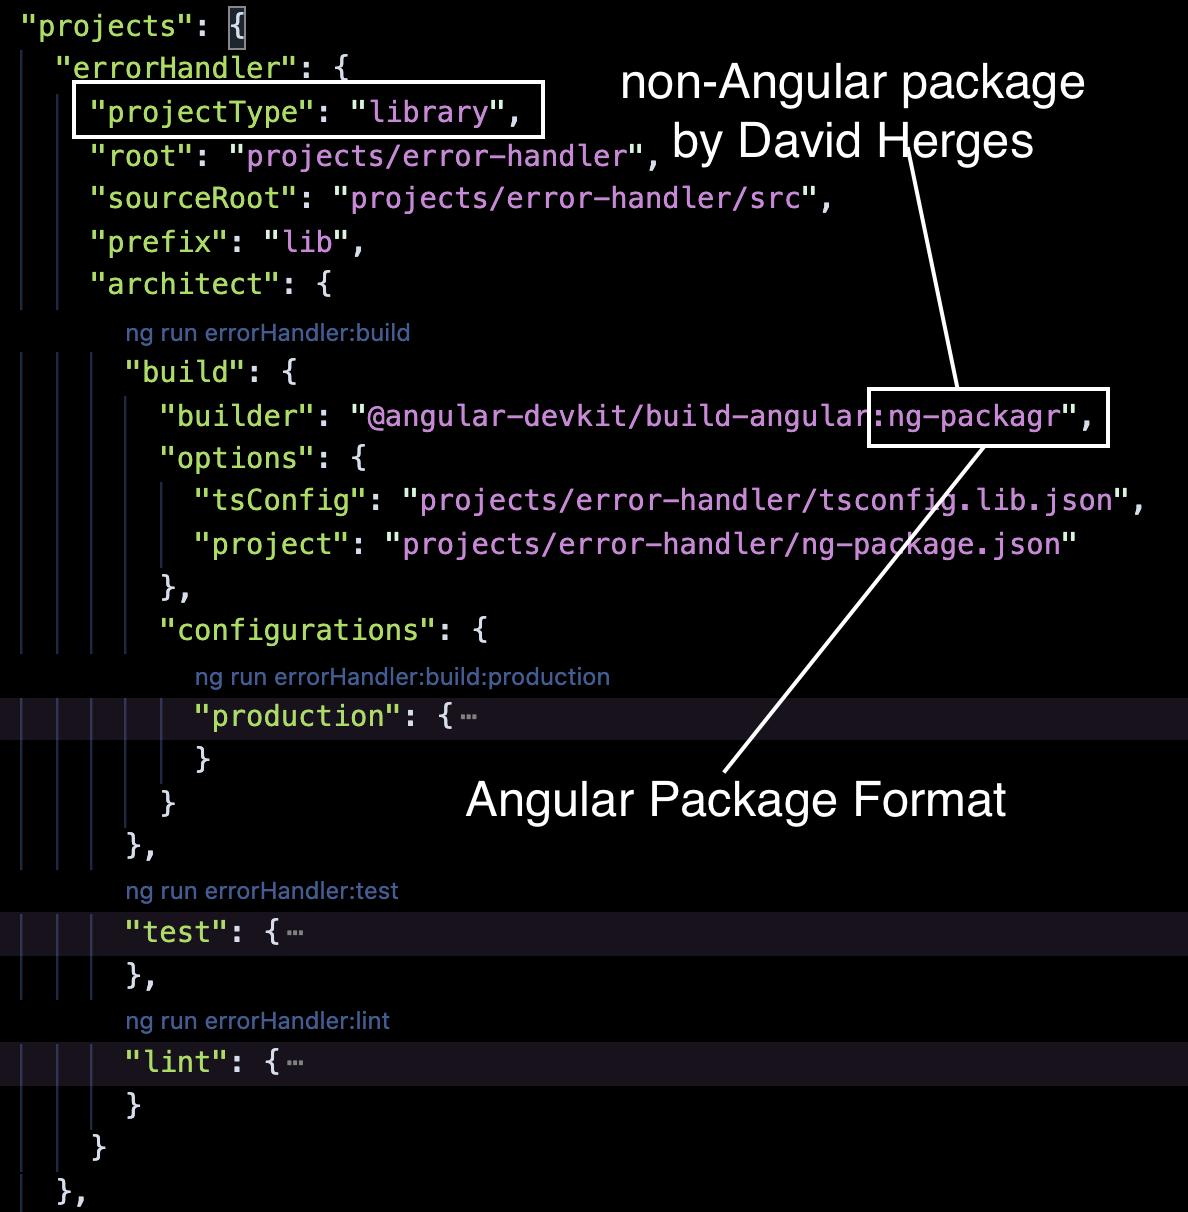 "projects": {
"errorHandler": {
"projectType": "library",
non-Angular package
by David Herges
"root": "projects/error-handler",
"sourceRoot": "projects/error-handler/src",
"prefix": "lib",
"architect": {
ng run errorHandler:build
"build": {
"builder": "@angular-devkit/build-angular:ng-packagr",
"options": {
"tsConfig": "projects/error-handler/tsconfig.lib.json",
"project": "projects/error-handler/ng-package.json"
},
"configurations": {
ng run errorHandler:build:production
"production": {…
}
}
Angular Package Format
},
ng run errorHandler:test
"test": {…
},
ng run errorHandler:lint
"lint": {…
}
}
},